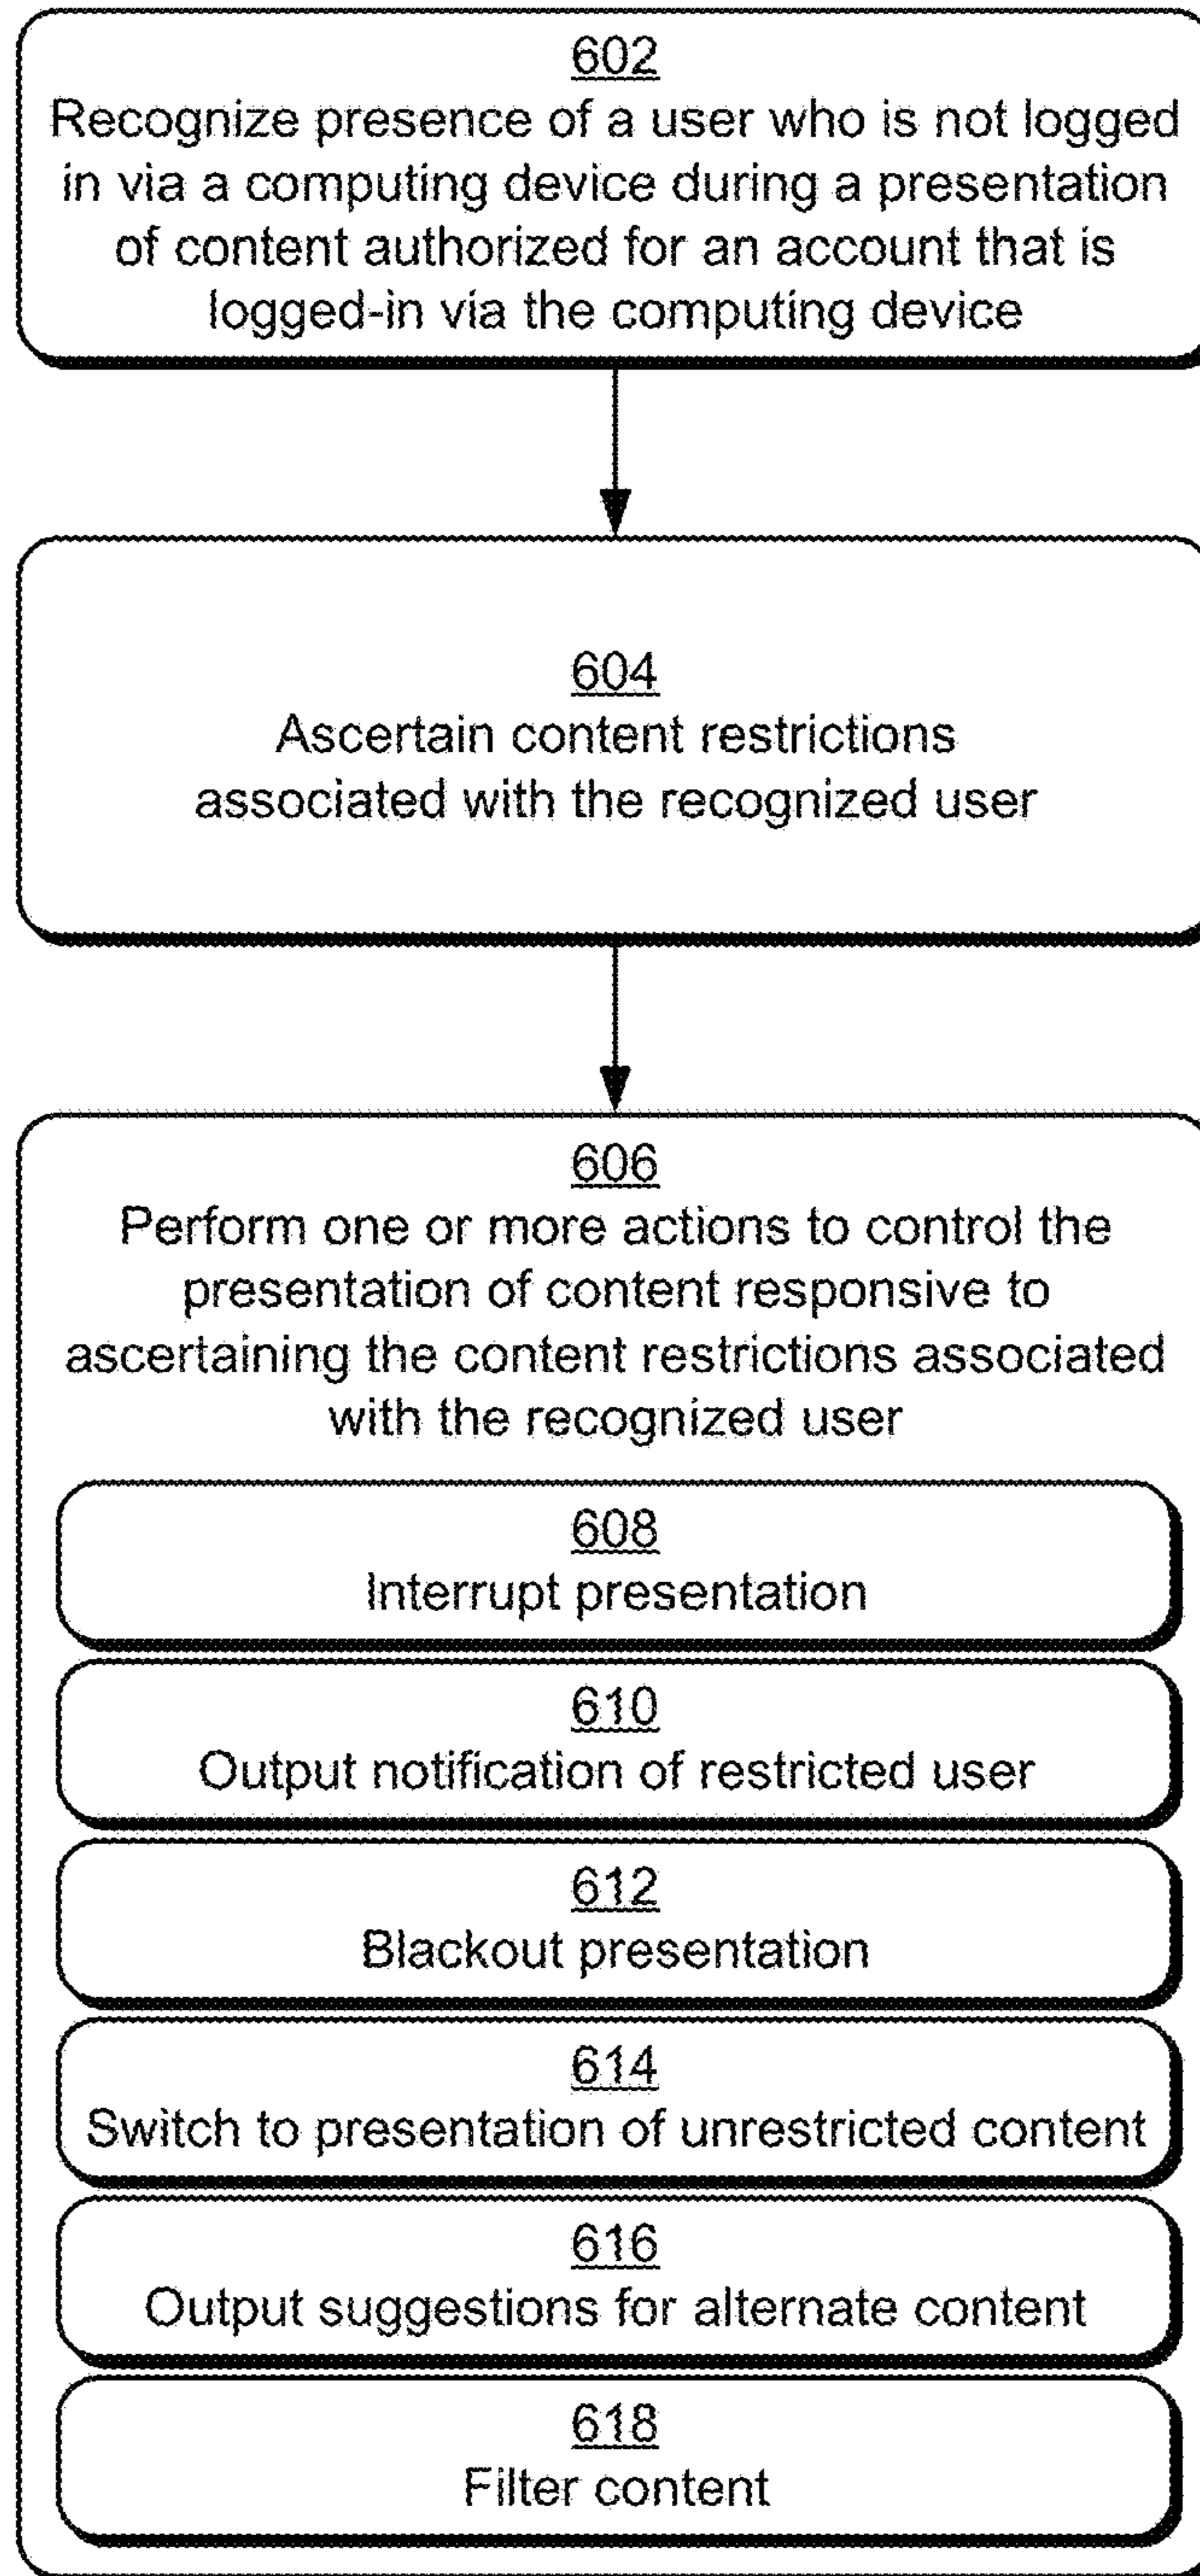 602
Recognize presence of a user who is not logged
in via a computing device during a presentation
of content authorized for an account that is
logged-in via the computing device
604
Ascertain content restrictions
associated with the recognized user
606
Perform one or more actions to control the
presentation of content responsive to
ascertaining the content restrictions associated
with the recognized user
608
Interrupt presentation
610
Output notification of restricted user
612
Blackout presentation
614
Switch to presentation of unrestricted content
616
Output suggestions for alternate content
618
Filter content